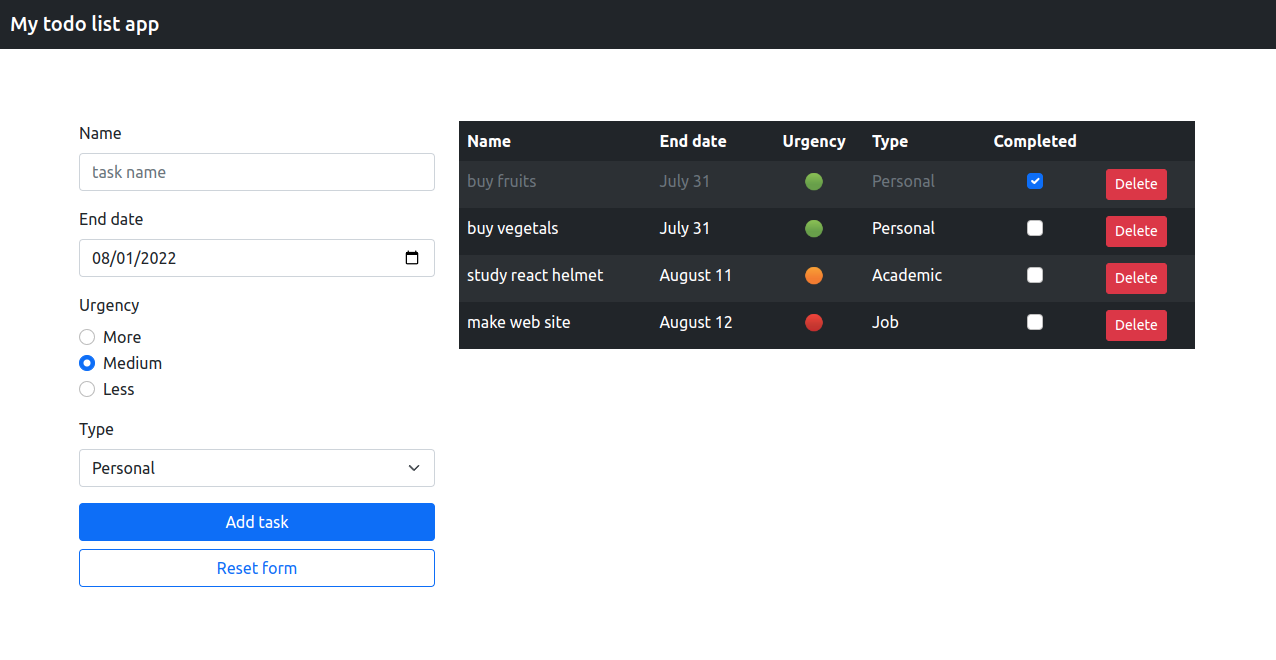 My todo list app
Name
task name
End date
08/01/2022
Urgency
More
Medium
Less
Type
Personal
Add task
Reset form
Name End date Urgency Type Completed
buy fruits July 31 Personal Delete
buy vegetals July 31 Personal Delete
study react helmet August 11 Academic Delete
make web site August 12 Job Delete